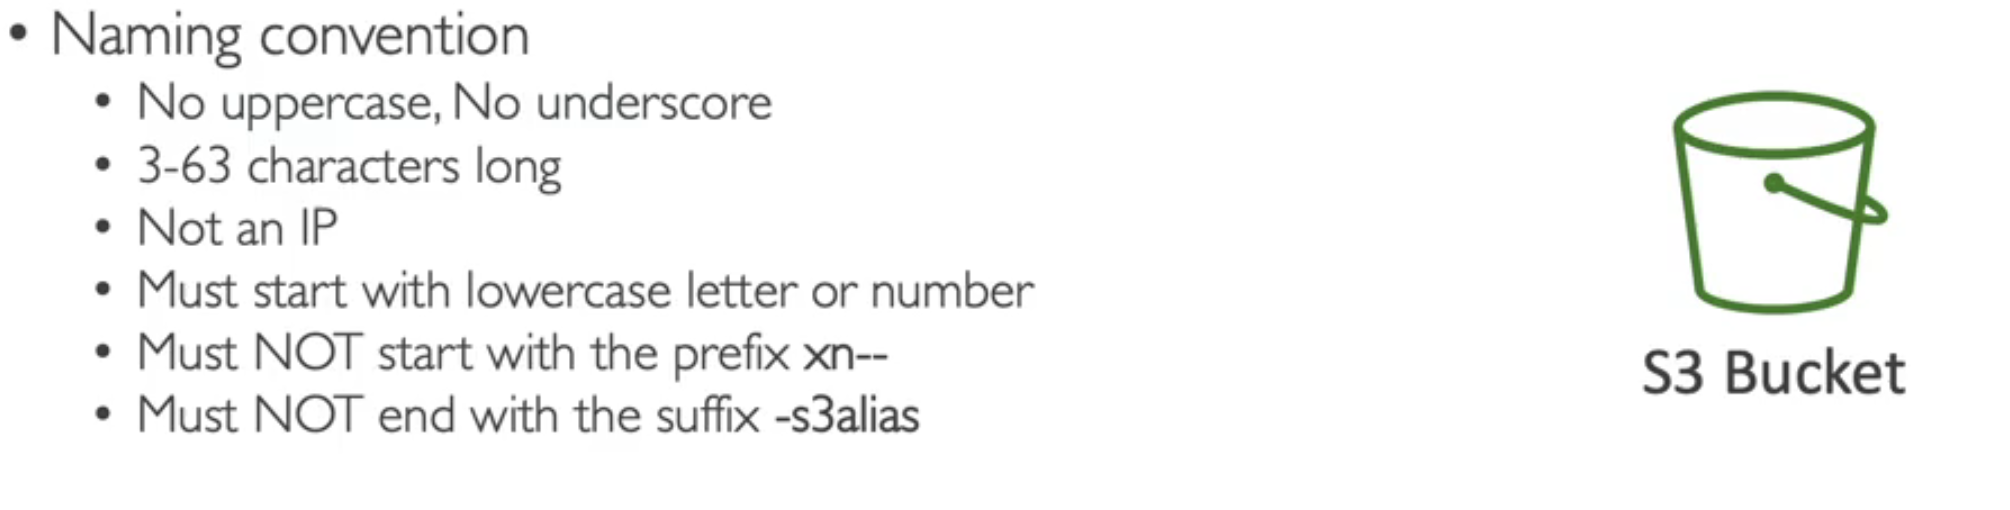 • Naming convention
• No uppercase, No underscore
• 3-63 characters long
• Not an IP
• Must start with lowercase letter or number
• Must NOT start with the prefix xn--
• Must NOT end with the suffix -s3alias
S3 Bucket